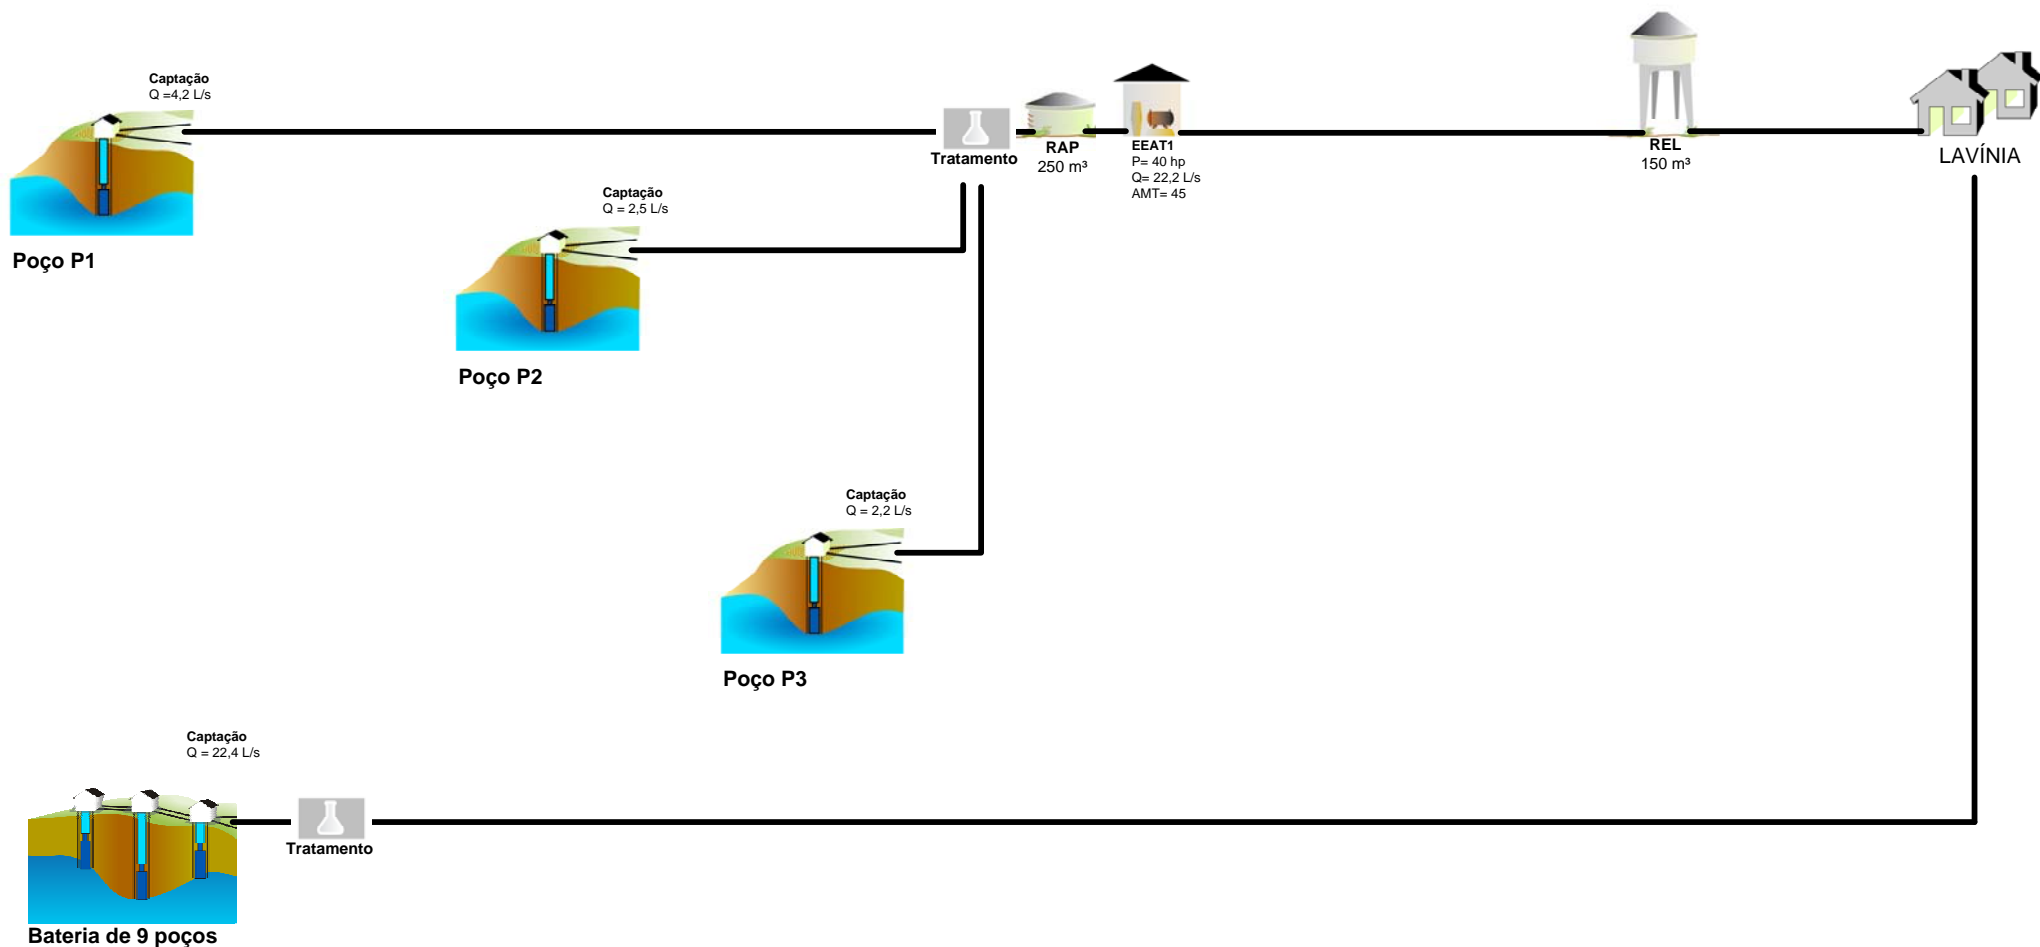 Captação
Q =4,2 L/s
Poço P1
Captação
Q = 2,5 L/s
Poço P2
Captação
Q = 2,2 L/s
Poço P3
Tratamento
RAP
250 m³
EEAT1
P= 40 hp
Q= 22,2 L/s
AMT= 45
REL
150 m³
LAVÍNIA
Captação
Q = 22,4 L/s
Tratamento
Bateria de 9 poços